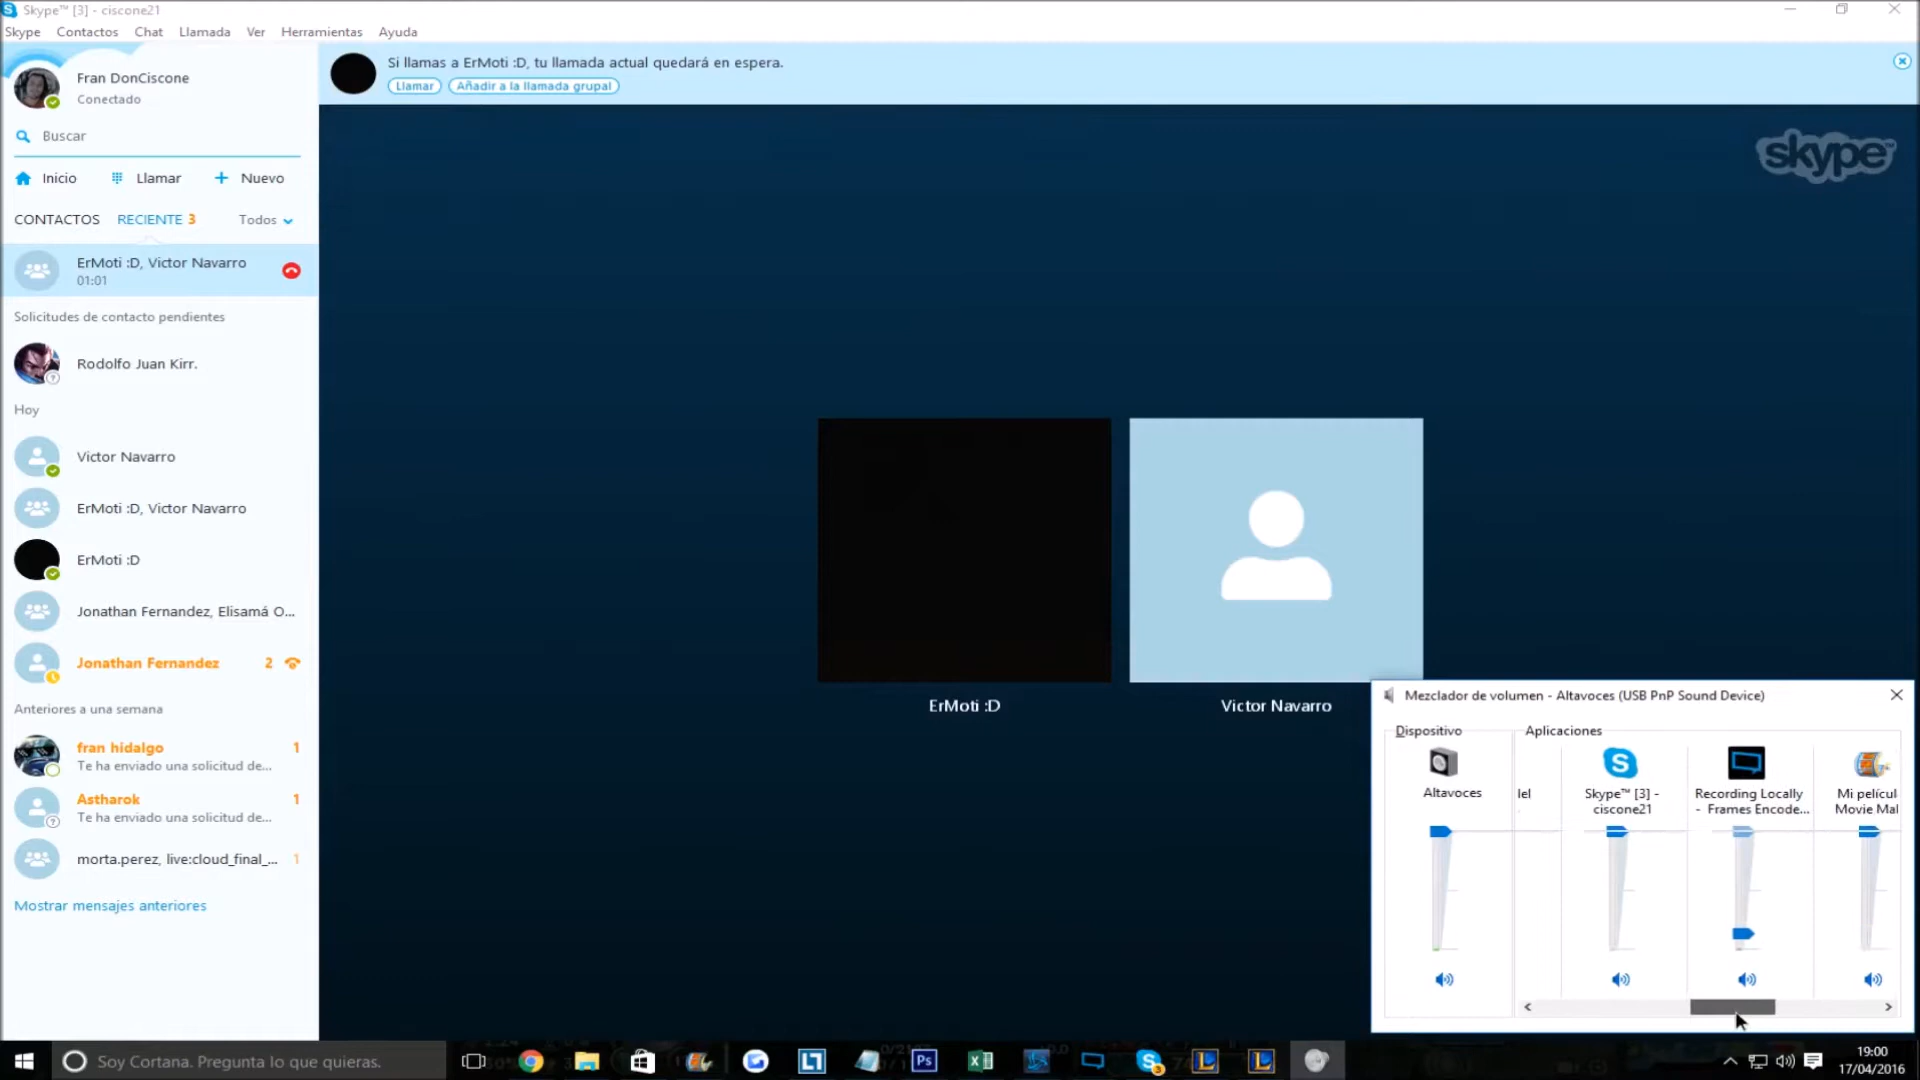 Skype™ [3] - ciscone21
Skype Contactos Chat Llamada Ver Herramientas Ayuda
Fran DonCiscone
Conectado
Si llamas a ErMoti :D, tu llamada actual quedará en espera.
Llamar Añadir a la llamada grupal
Buscar
skype™
Inicio Llamar Nuevo
CONTACTOS RECIENTE 3 Todos
ErMoti :D, Victor Navarro
01:01
Solicitudes de contacto pendientes
Rodolfo Juan Kirr.
Hoy
Victor Navarro
ErMoti :D, Victor Navarro
ErMoti :D
Jonathan Fernandez, Elisamá O...
Jonathan Fernandez 2
Anteriores a una semana
fran hidalgo 1
Te ha enviado una solicitud de...
Astharok 1
Te ha enviado una solicitud de...
morta.perez, live:cloud_final_... 1
Mostrar mensajes anteriores
ErMoti :D
Victor Navarro
Mezclador de volumen - Altavoces (USB PnP Sound Device)
Dispositivo Aplicaciones
Altavoces
lel
Skype™ [3] -
ciscone21
Recording Locally
- Frames Encode...
Mi películ
Movie Mal
Soy Cortana. Pregunta lo que quieras.
19:00
17/04/2016